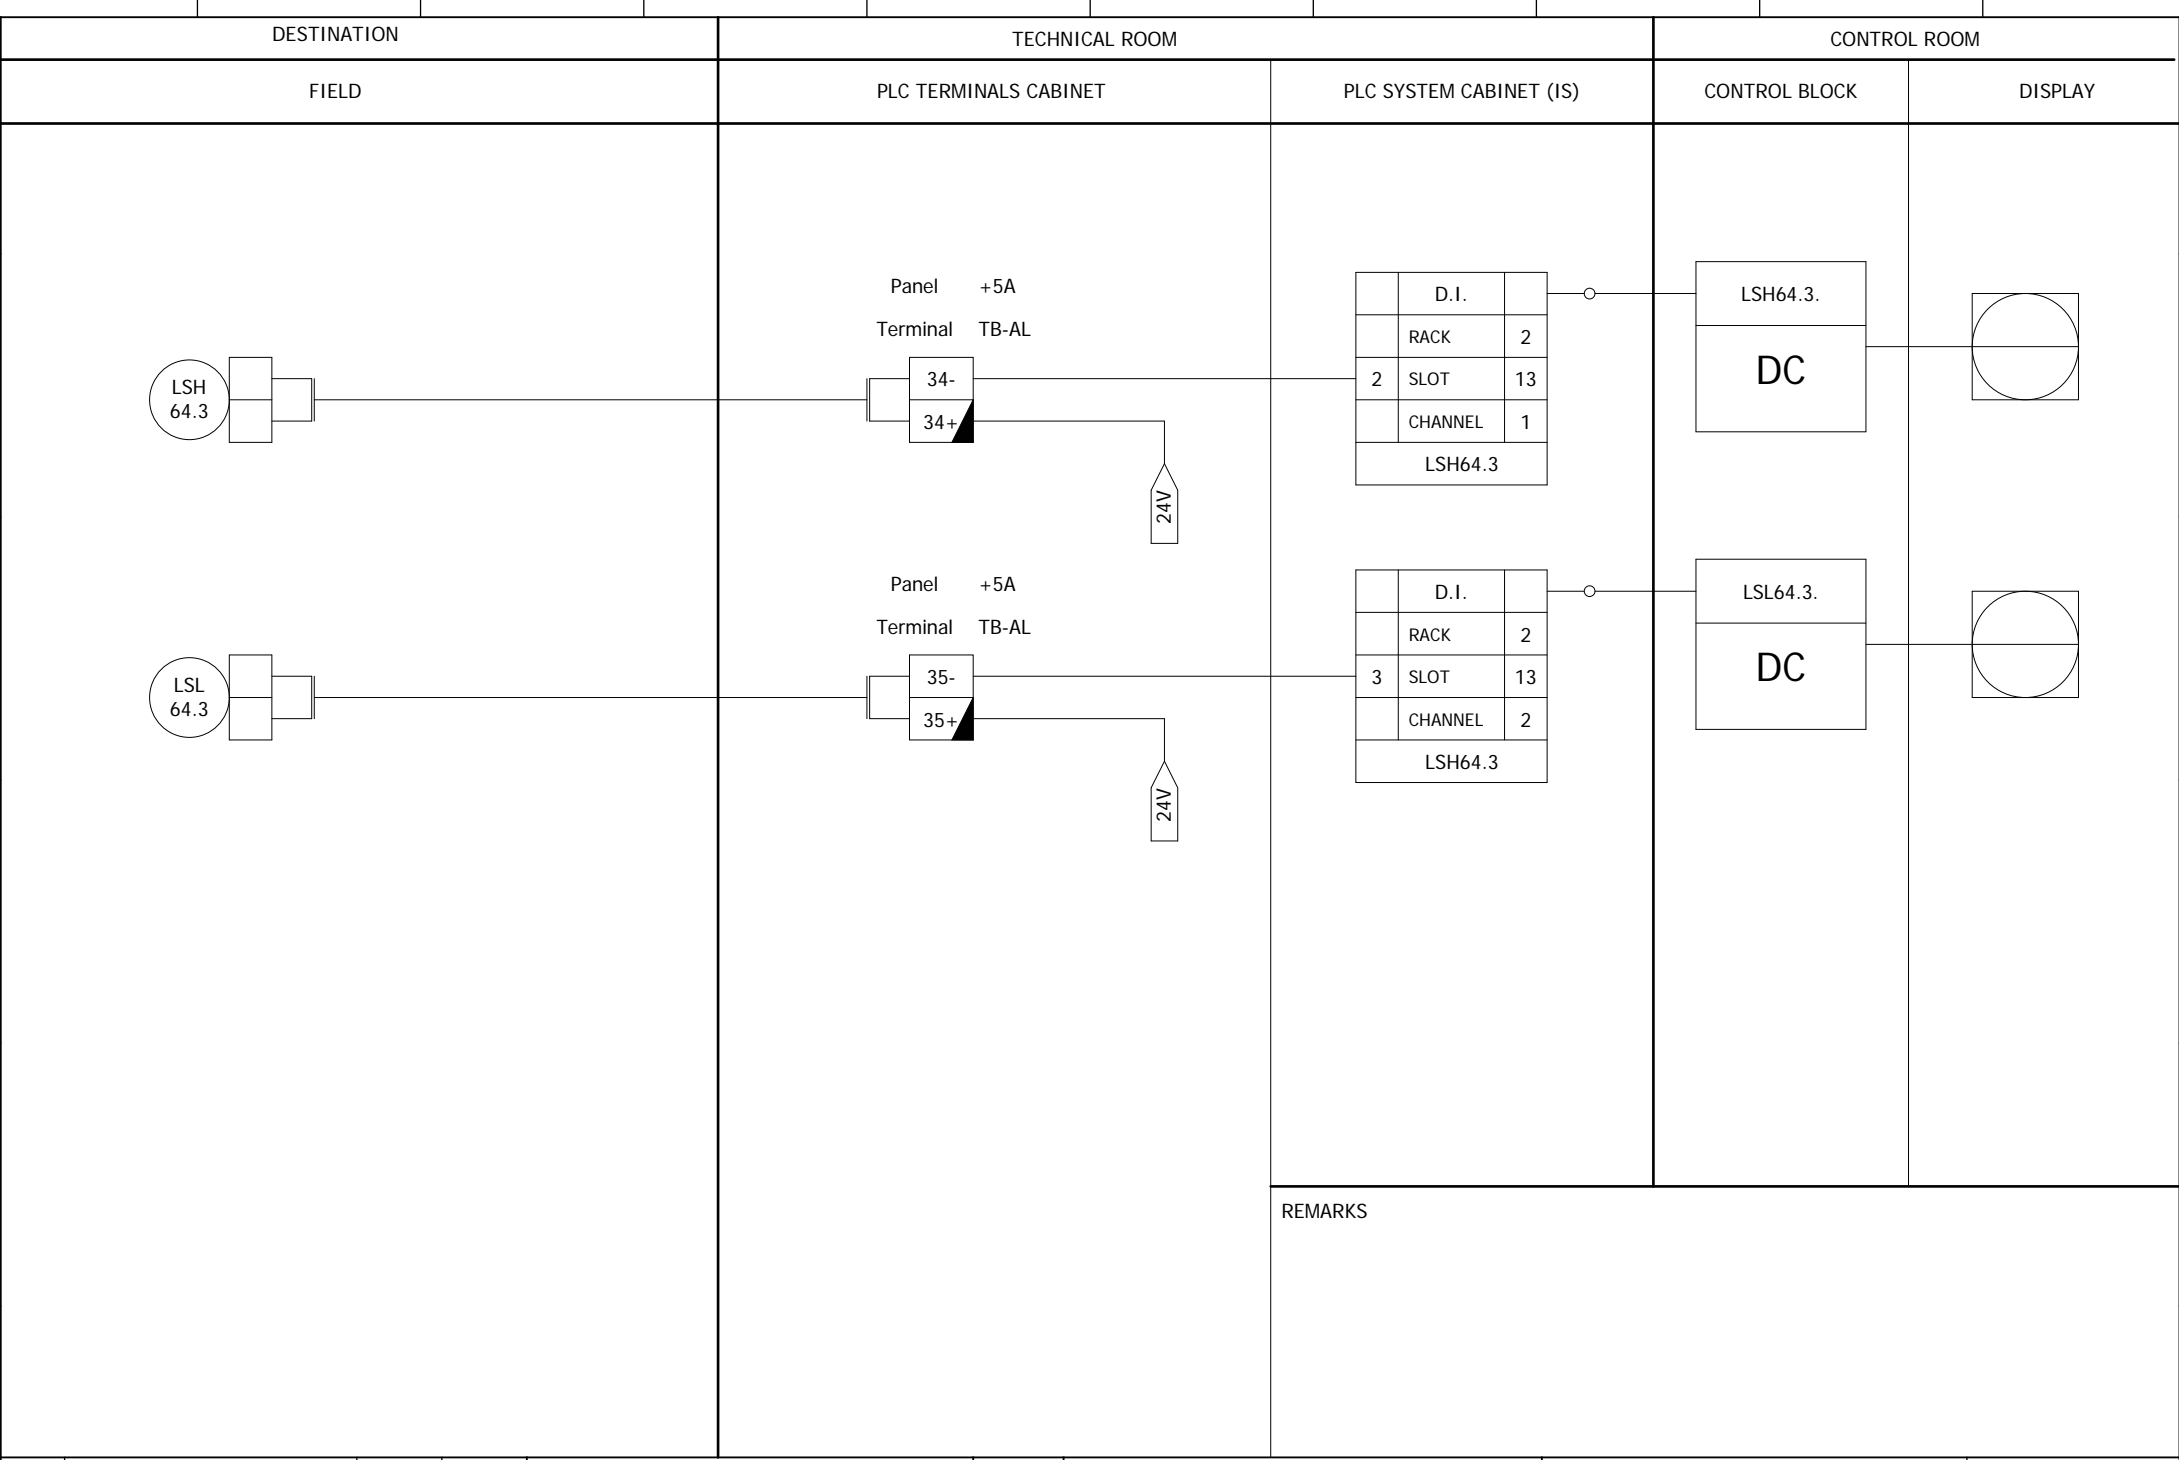 DESTINATION
TECHNICAL ROOM
CONTROL ROOM
FIELD
PLC TERMINALS CABINET
PLC SYSTEM CABINET (IS)
CONTROL BLOCK
DISPLAY
LSH
64.3
Panel +5A
Terminal TB-AL
34-
34+
24V
D.I.
RACK 2
2 SLOT 13
CHANNEL 1
LSH64.3
LSH64.3.
DC
LSL
64.3
Panel +5A
Terminal TB-AL
35-
35+
24V
D.I.
RACK 2
3 SLOT 13
CHANNEL 2
LSH64.3
LSL64.3.
DC
REMARKS